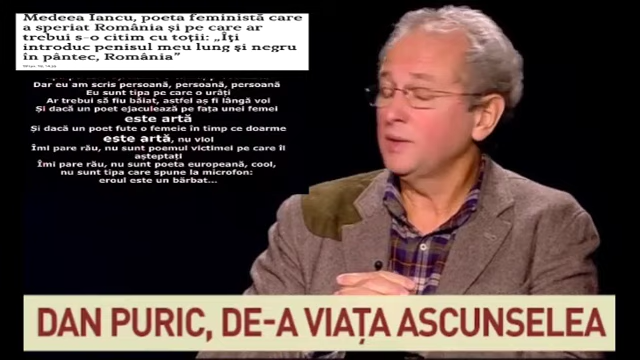 Medeea Iancu, poeta feministă care
a speriat România și pe care ar
trebui s-o citim cu toții: „Îți
introduc penisul meu lung și negru
în pântec, România”
Dar eu am scris persoană, persoană, persoană
Eu sunt tipa pe care o urâți
Ar trebui să fiu băiat, astfel aș fi lângă voi
Și dacă un poet ejaculează pe fața unei femei
este artă
Și dacă un poet fute o femeie în timp ce doarme
este artă, nu viol
Îmi pare rău, nu sunt poemul victimei pe care îl
așteptați
Îmi pare rău, nu sunt poeta europeană, cool,
nu sunt tipa care spune la microfon:
eroul este un bărbat...
DAN PURIC, DE-A VIAȚA ASCUNSELEA